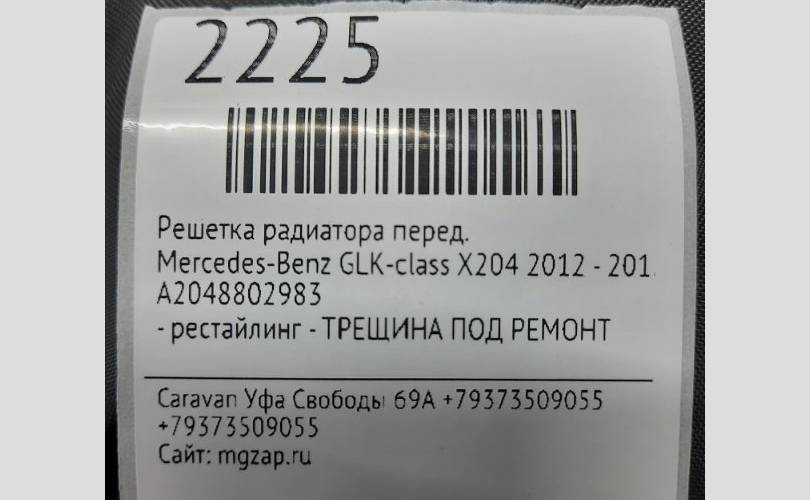 2225
Решетка радиатора перед.
Mercedes-Benz GLK-class X204 2012 - 201
A2048802983
- рестайлинг - ТРЕЩИНА ПОД РЕМОНТ
Caravan Уфа Свободы 69А +79373509055
+79373509055
Сайт: mgzap.ru